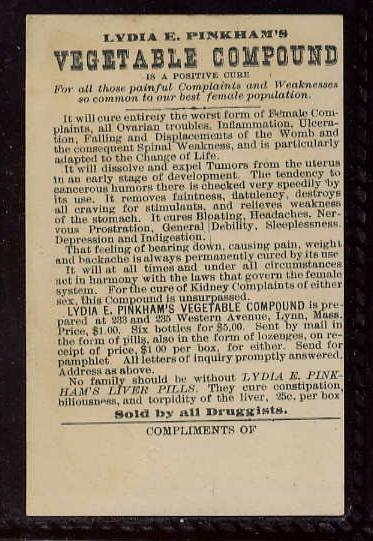 LYDIA E. PINKHAM'S
VEGETABLE COMPOUND
IS A POSITIVE CURE
For all those painful Complaints and Weaknesses
so common to our best female population.
It will cure entirely the worst form of Female Com-
plaints, all Ovarian troubles, Inflammation, Ulcera-
tion, Falling and Displacements of the Womb and
the consequent Spinal Weakness, and is particularly
adapted to the Change of Life.
It will dissolve and expel Tumors from the uterus
in an early stage of development. The tendency to
cancerous humors there is checked very speedily by
its use. It removes faintness, flatulency, destroys
all craving for stimulants, and relieves weakness
of the stomach. It cures Bloating, Headaches, Ner-
vous Prostration, General Debility, Sleeplessness,
Depression and Indigestion.
That feeling of bearing down, causing pain, weight
and backache is always permanently cured by its use
It will at all times and under all circumstances
act in harmony with the laws that govern the female
system. For the cure of Kidney Complaints of either
sex, this Compound is unsurpassed.
LYDIA E. PINKHAM'S VEGETABLE COMPOUND is pre-
pared at 233 and 235 Western Avenue, Lynn, Mass.
Price, $1.00. Six bottles for $5.00. Sent by mail in
the form of pills, also in the form of lozenges, on re-
ceipt of price, $1.00 per box, for either. Send for
pamphlet All letters of inquiry promptly answered.
Address as above.
No family should be without LYDIA E. PINK-
HAM'S LIVER PILLS. They cure constipation,
biliousness, and torpidity of the liver. 25c. per box
Sold by all Druggists.
COMPLIMENTS OF